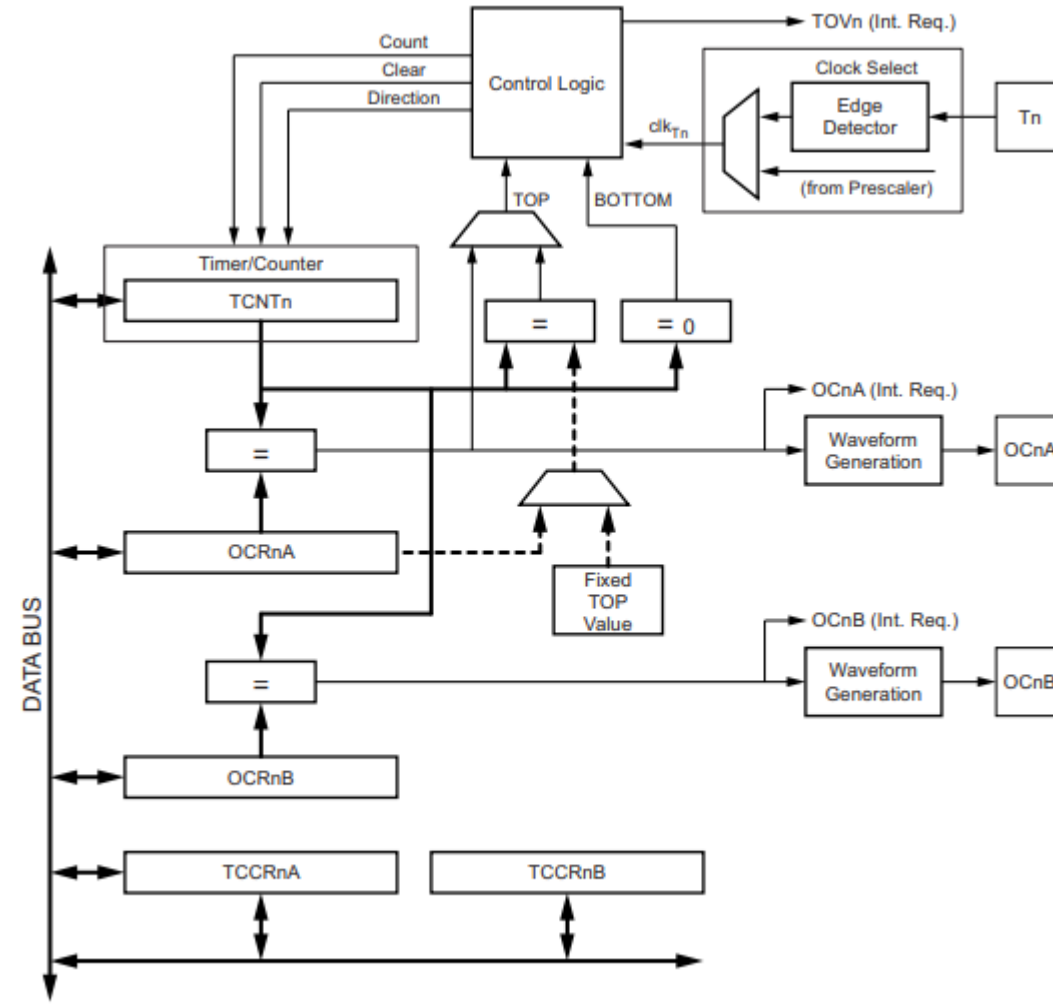 TOVn (Int. Req.)
Count
Clear
Direction
Control Logic
Clock Select
Edge
Detector
Tn
clkTn
(from Prescaler)
TOP
BOTTOM
Timer/Counter
TCNTn
=
= 0
OCnA (Int. Req.)
=
Waveform
Generation
OCnA
OCRnA
Fixed
TOP
Value
DATA BUS
OCnB (Int. Req.)
=
Waveform
Generation
OCnB
OCRnB
TCCRnA
TCCRnB